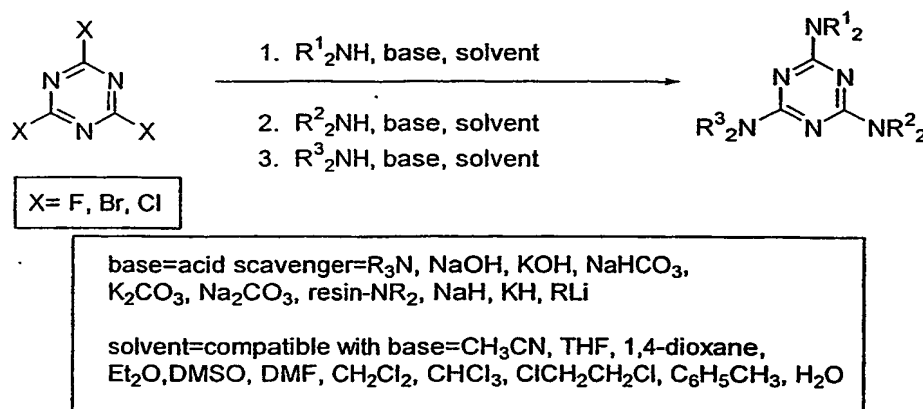 X
N N
X N X
1. R¹₂NH, base, solvent
2. R²₂NH, base, solvent
3. R³₂NH, base, solvent
NR¹₂
N N
R³₂N N NR²₂
X= F, Br, Cl
base=acid scavenger=R₃N, NaOH, KOH, NaHCO₃,
K₂CO₃, Na₂CO₃, resin-NR₂, NaH, KH, RLi
solvent=compatible with base=CH₃CN, THF, 1,4-dioxane,
Et₂O,DMSO, DMF, CH₂Cl₂, CHCl₃, ClCH₂CH₂Cl, C₆H₅CH₃, H₂O